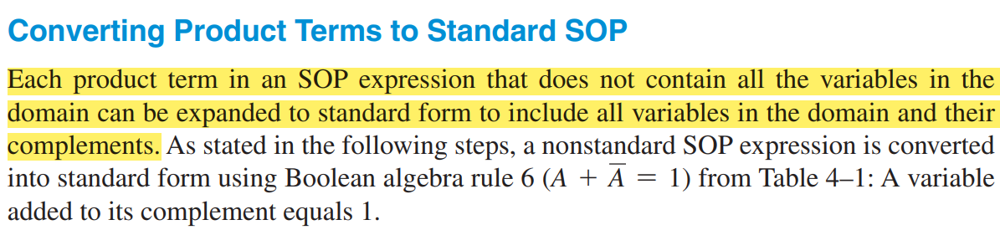 Converting Product Terms to Standard SOP
Each product term in an SOP expression that does not contain all the variables in the
domain can be expanded to standard form to include all variables in the domain and their
complements. As stated in the following steps, a nonstandard SOP expression is converted
into standard form using Boolean algebra rule 6 (A + A̅ = 1) from Table 4–1: A variable
added to its complement equals 1.